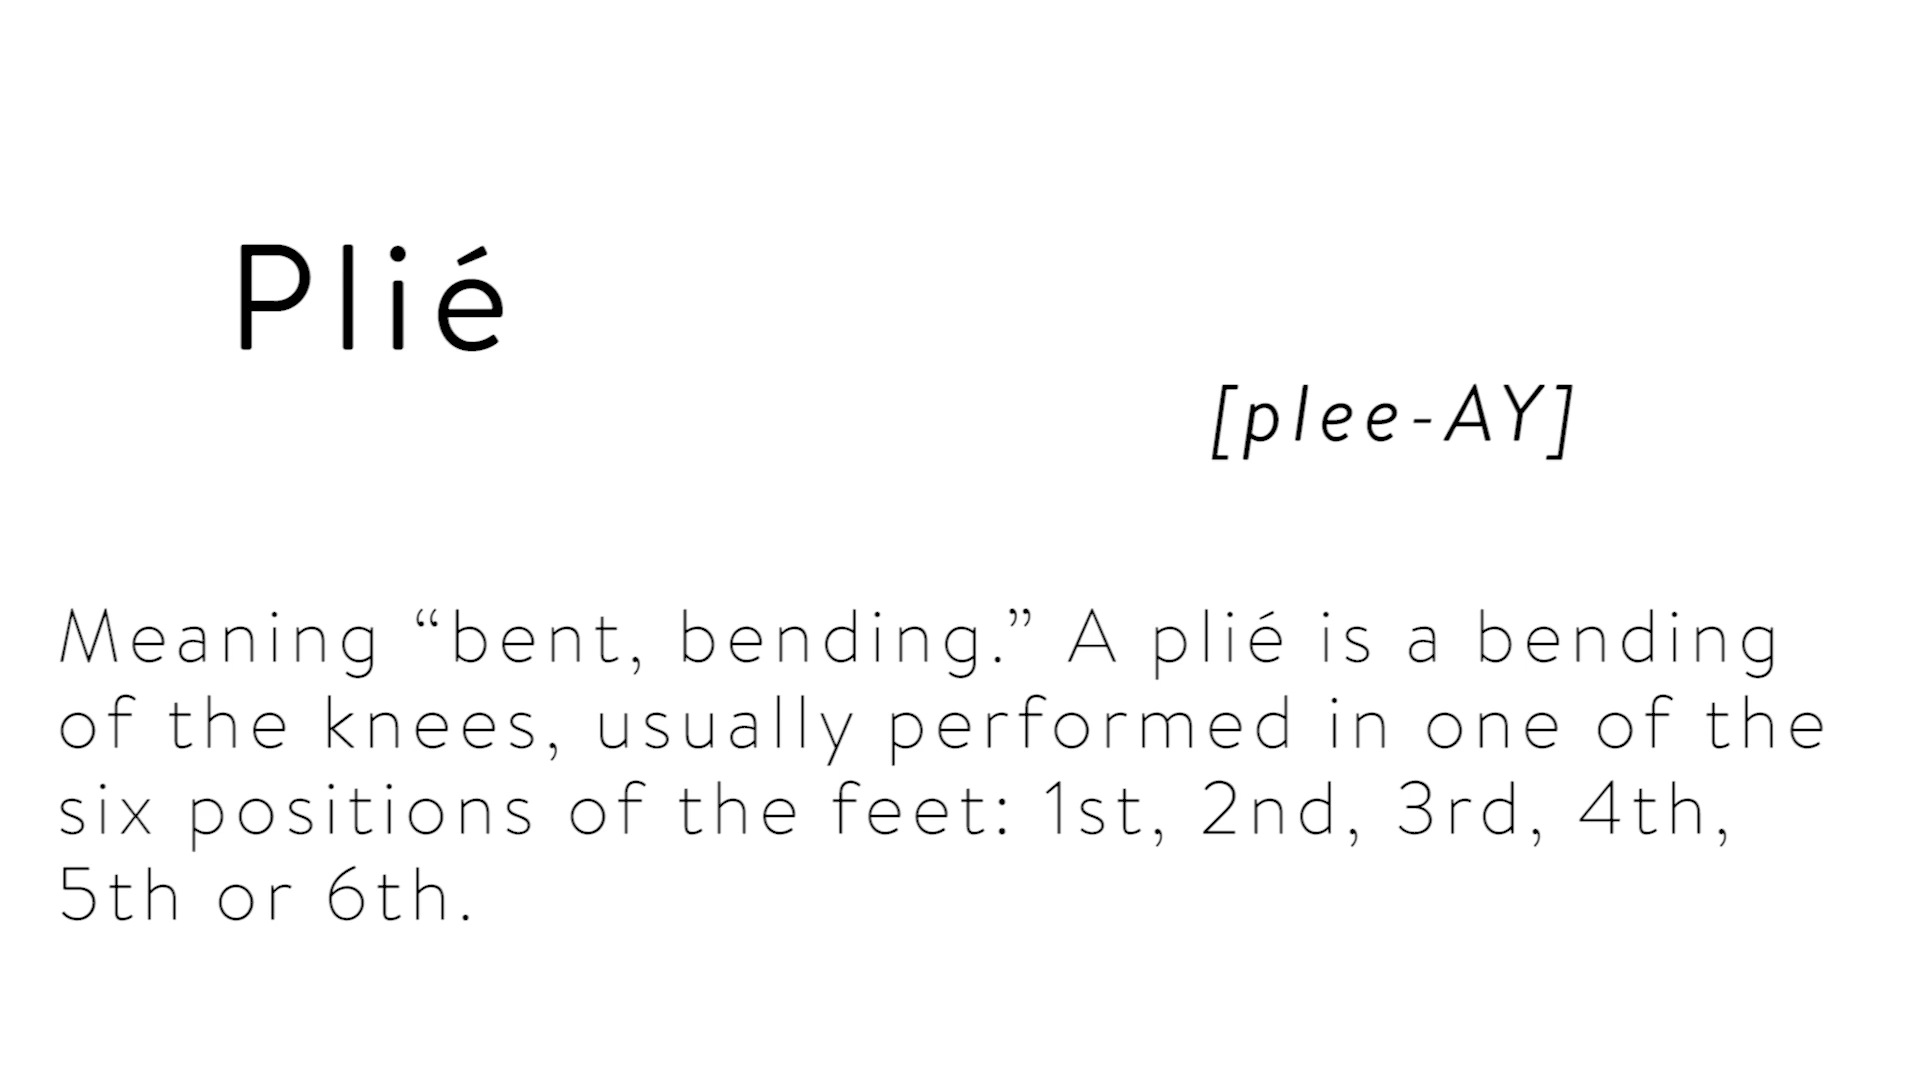 Plié
[plee-AY]
Meaning “bent, bending.” A plié is a bending
of the knees, usually performed in one of the
six positions of the feet: 1st, 2nd, 3rd, 4th,
5th or 6th.